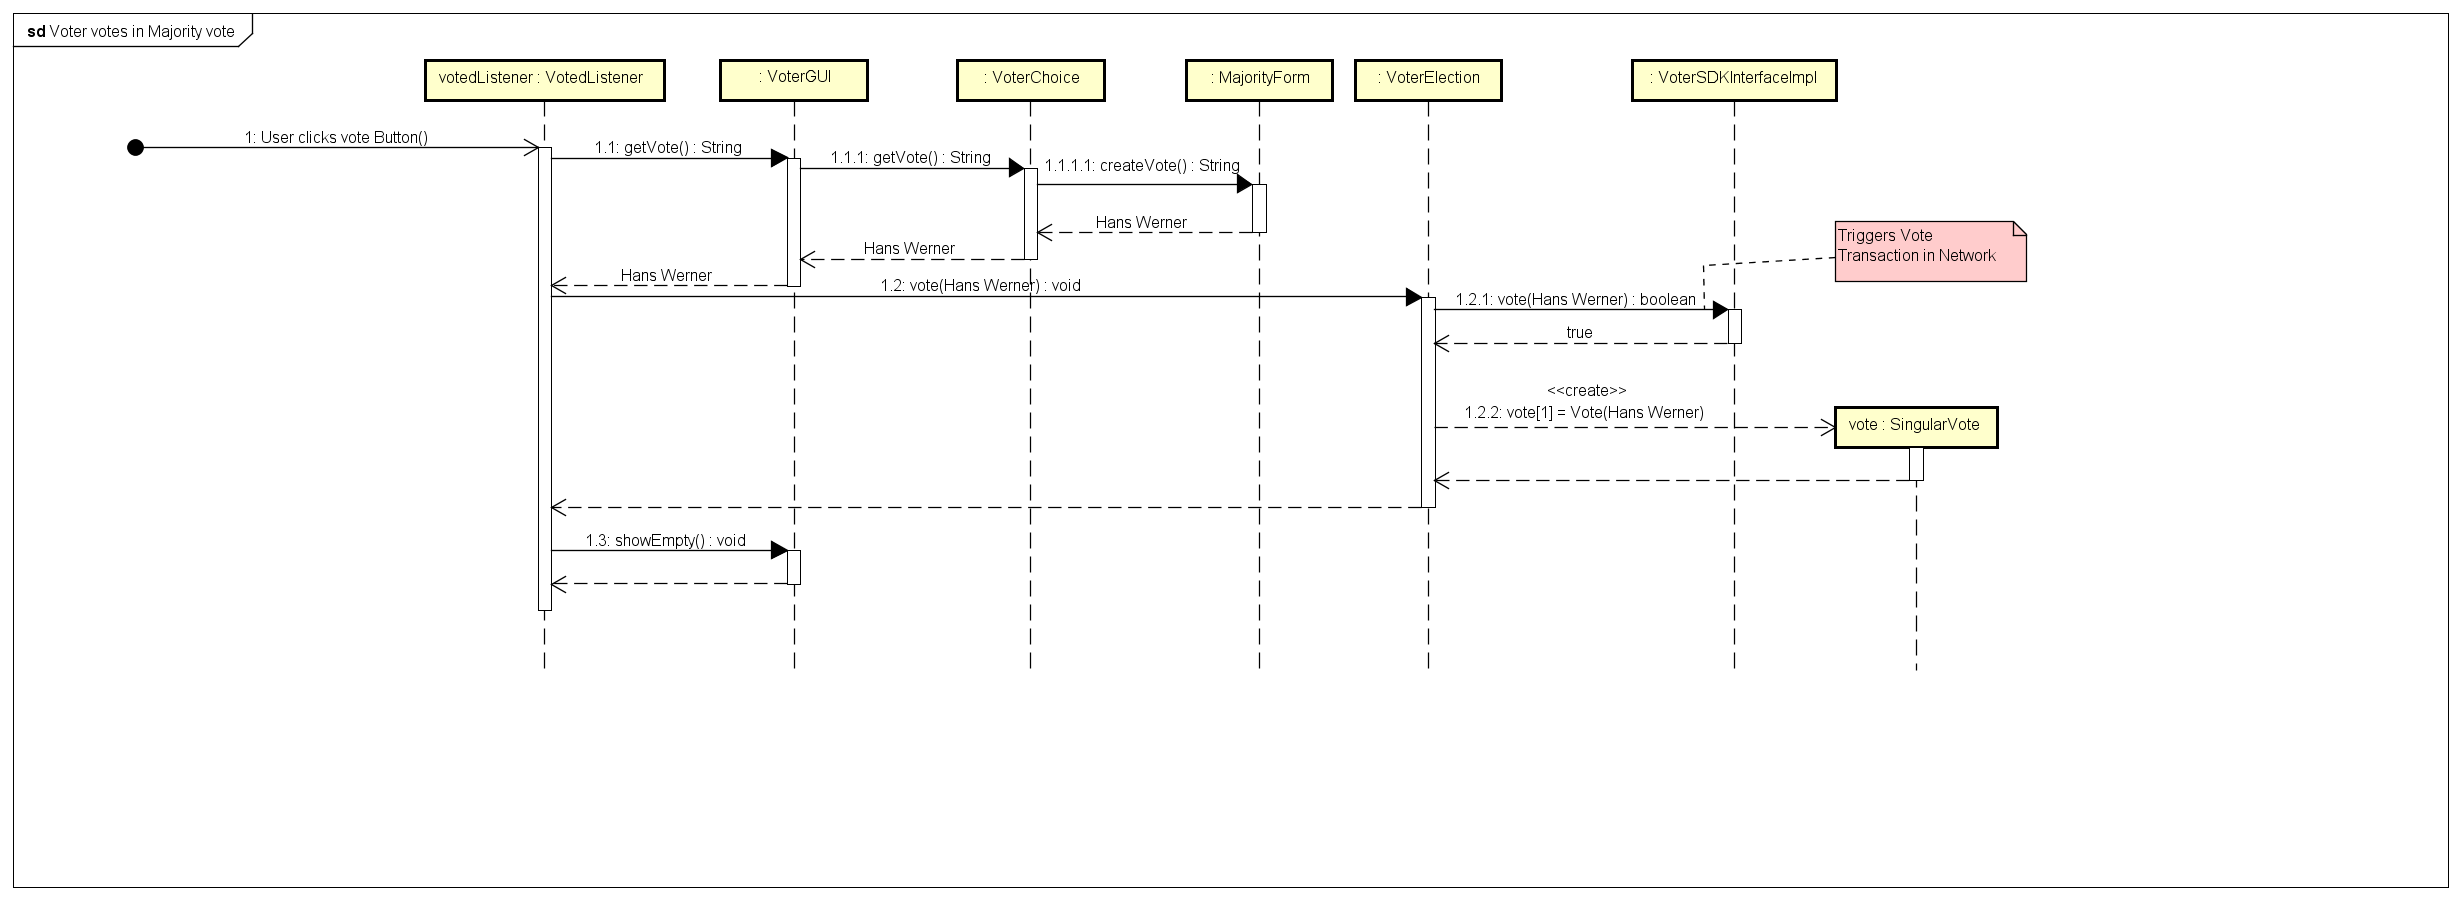 sd Voter votes in Majority vote
votedListener : VotedListener
: VoterGUI
: VoterChoice
: MajorityForm
: VoterElection
: VoterSDKInterfaceImpl
1: User clicks vote Button()
1.1: getVote() : String
1.1.1: getVote() : String
1.1.1.1: createVote() : String
Hans Werner
Hans Werner
Hans Werner
Triggers Vote
Transaction in Network
1.2: vote(Hans Werner) : void
1.2.1: vote(Hans Werner) : boolean
true
<<create>>
1.2.2: vote[1] = Vote(Hans Werner)
vote : SingularVote
1.3: showEmpty() : void